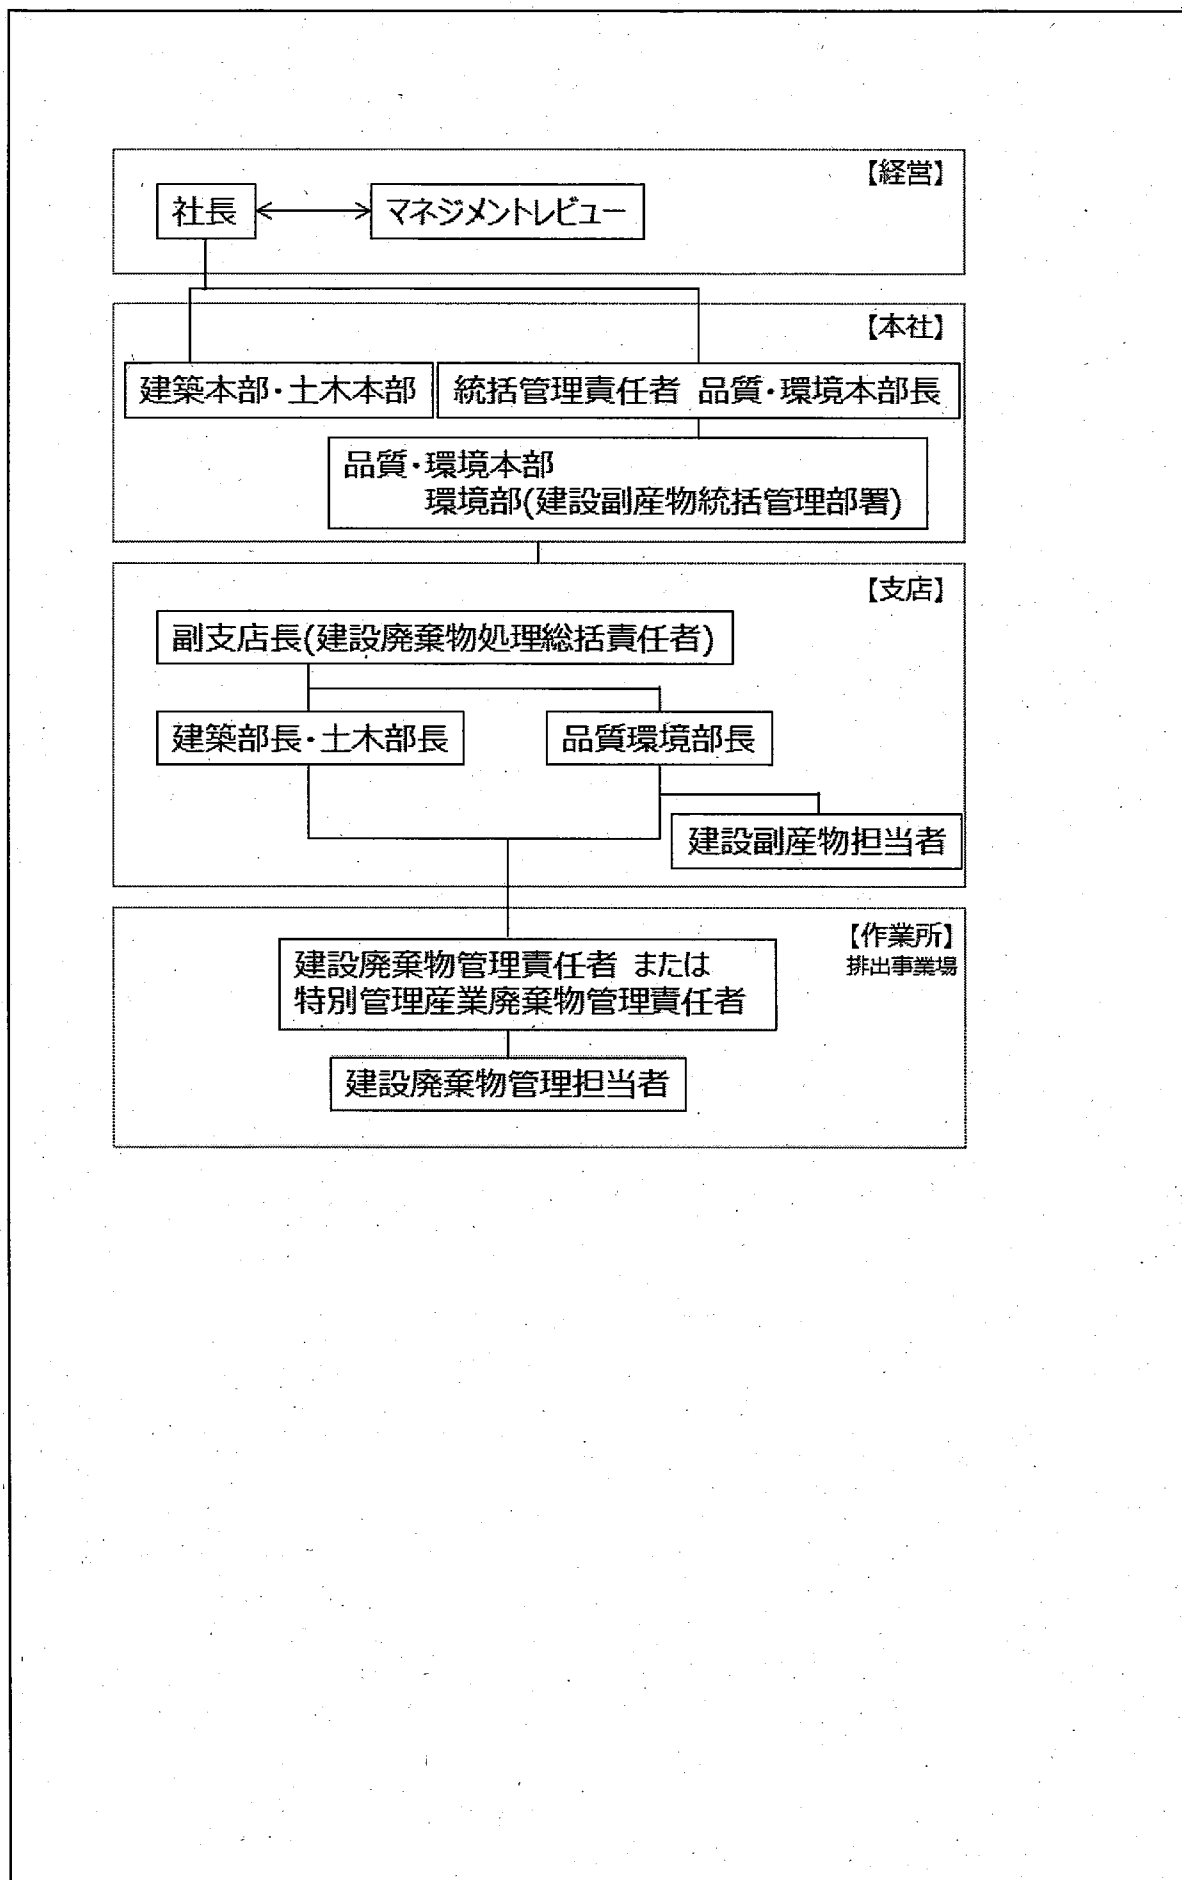 【経営】
社長
マネジメントレビュー
【本社】
建築本部・土木本部
統括管理責任者 品質・環境本部長
品質・環境本部
環境部(建設副産物統括管理部署)
【支店】
副支店長(建設廃棄物処理総括責任者)
建築部長・土木部長
品質環境部長
建設副産物担当者
【作業所】
排出事業場
建設廃棄物管理責任者 または
特別管理産業廃棄物管理責任者
建設廃棄物管理担当者